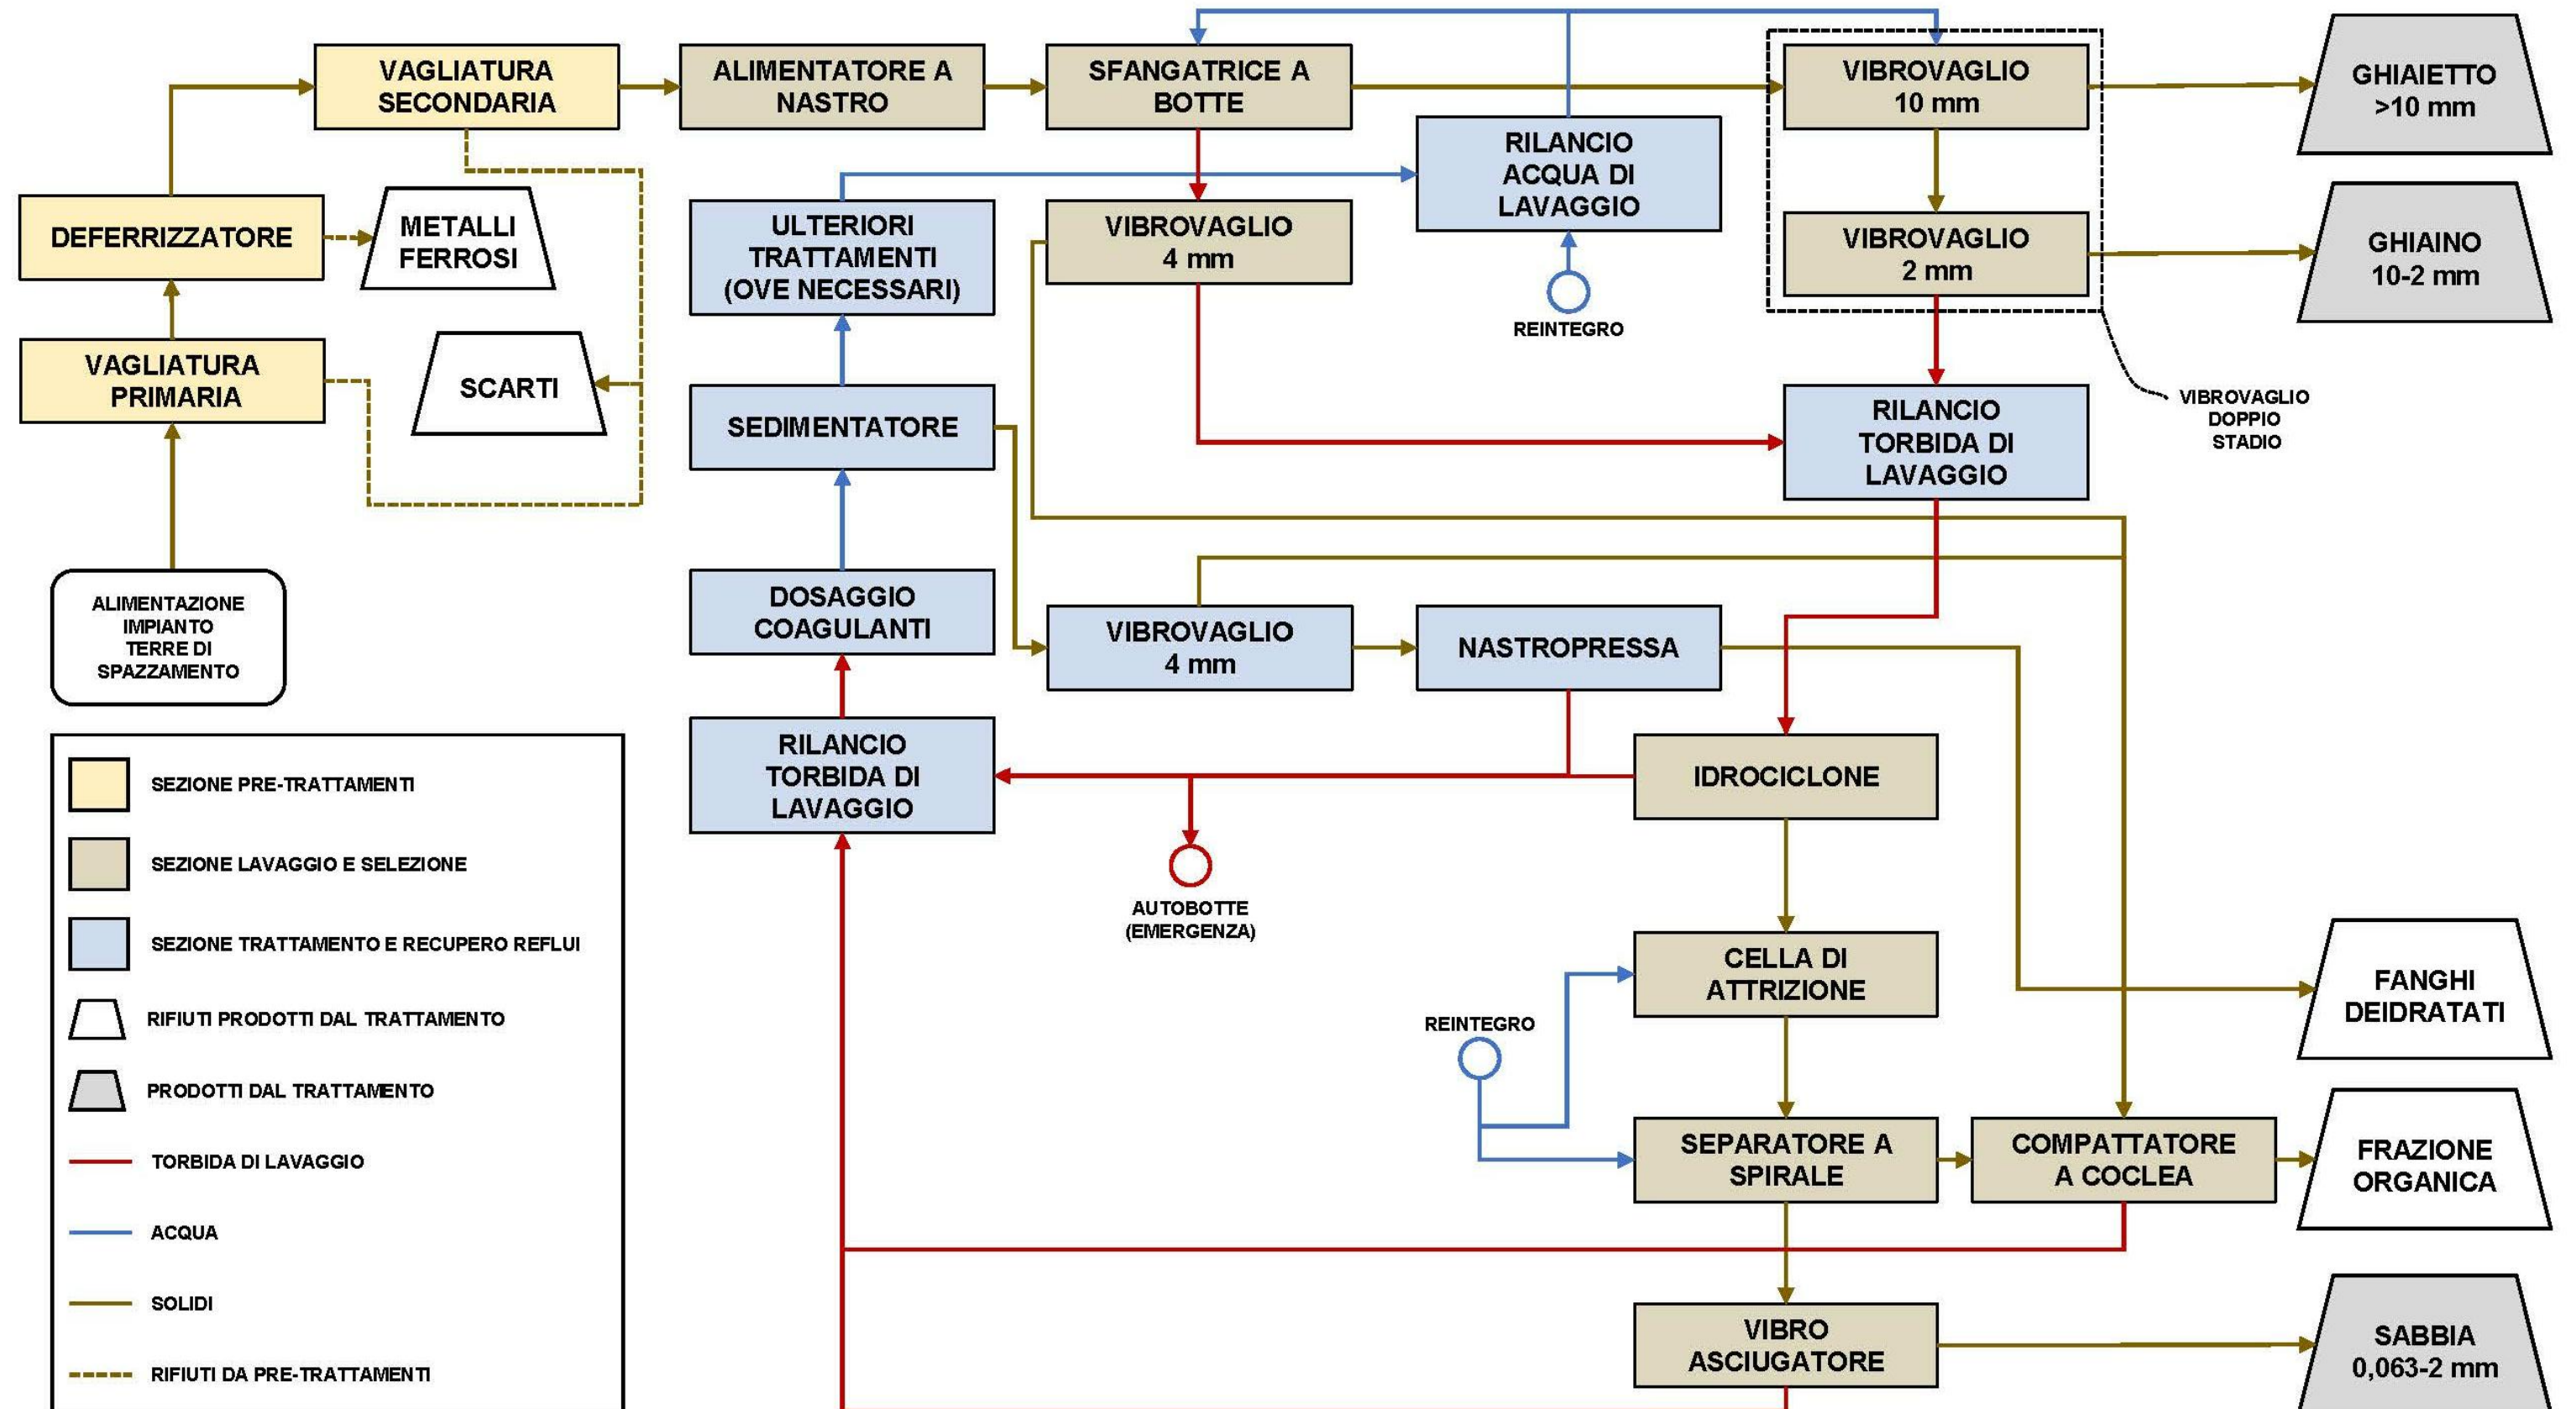 VAGLIATURA
SECONDARIA
ALIMENTATORE A
NASTRO
SFANGATRICE A
BOTTE
VIBROVAGLIO
10 mm
GHIAIETTO
>10 mm
RILANCIO
ACQUA DI
LAVAGGIO
DEFERRIZZATORE
METALLI
FERROSI
ULTERIORI
TRATTAMENTI
(OVE NECESSARI)
VIBROVAGLIO
4 mm
VIBROVAGLIO
2 mm
GHIAINO
10-2 mm
REINTEGRO
VAGLIATURA
PRIMARIA
SCARTI
SEDIMENTATORE
RILANCIO
TORBIDA DI
LAVAGGIO
VIBROVAGLIO
DOPPIO
STADIO
ALIMENTAZIONE
IMPIANTO
TERRE DI
SPAZZAMENTO
DOSAGGIO
COAGULANTI
VIBROVAGLIO
4 mm
NASTROPRESSA
RILANCIO
TORBIDA DI
LAVAGGIO
IDROCICLONE
AUTOBOTTE
(EMERGENZA)
CELLA DI
ATTRIZIONE
FANGHI
DEIDRATATI
REINTEGRO
SEPARATORE A
SPIRALE
COMPATTATORE
A COCLEA
FRAZIONE
ORGANICA
VIBRO
ASCIUGATORE
SABBIA
0,063-2 mm
SEZIONE PRE-TRATTAMENTI
SEZIONE LAVAGGIO E SELEZIONE
SEZIONE TRATTAMENTO E RECUPERO REFLUI
RIFIUTI PRODOTTI DAL TRATTAMENTO
PRODOTTI DAL TRATTAMENTO
TORBIDA DI LAVAGGIO
ACQUA
SOLIDI
RIFIUTI DA PRE-TRATTAMENTI